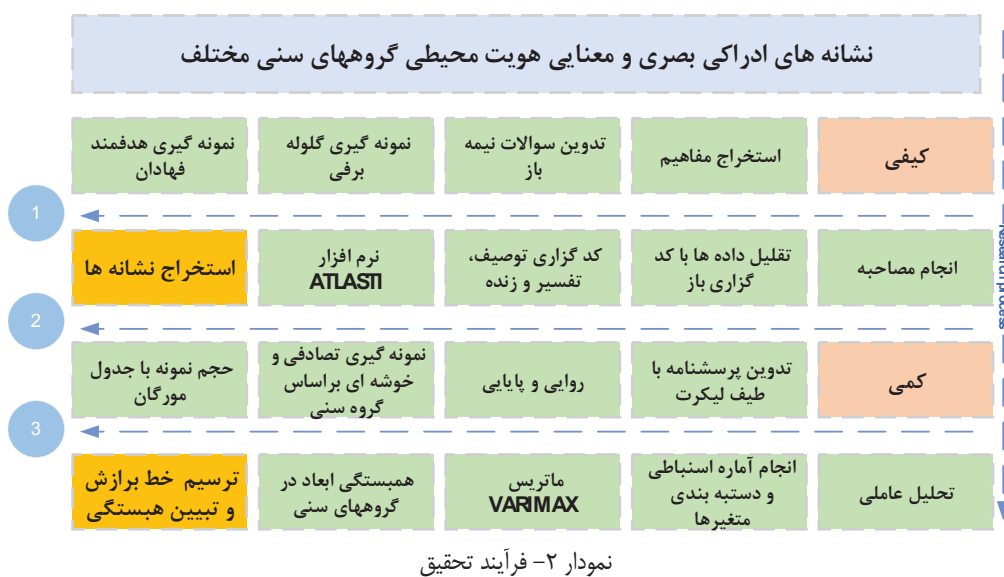 نشانه های ادراکی بصری و معنایی هویت محیطی گروههای سنی مختلف
کیفی
استخراج مفاهیم
تدوین سوالات نیمه
باز
نمونه گیری گلوله
برفی
نمونه گیری هدفمند
فهادان
1
انجام مصاحبه
تقلیل داده ها با کد
گزاری باز
کد گزاری توصیف،
تفسیر و زنده
نرم افزار
ATLASTI
استخراج نشانه ها
2
کمی
تدوین پرسشنامه با
طیف لیکرت
روایی و پایایی
نمونه گیری تصادفی و
خوشه ای براساس
گروه سنی
حجم نمونه با جدول
مورگان
3
تحلیل عاملی
انجام آماره اسنباطی
و دستبه بندی
متغیرها
ماتریس
VARIMAX
همبستگی ابعاد در
گروههای سنی
ترسیم خط برازش
و تبیین هبستگی
Research process
نمودار ۲- فرآیند تحقیق